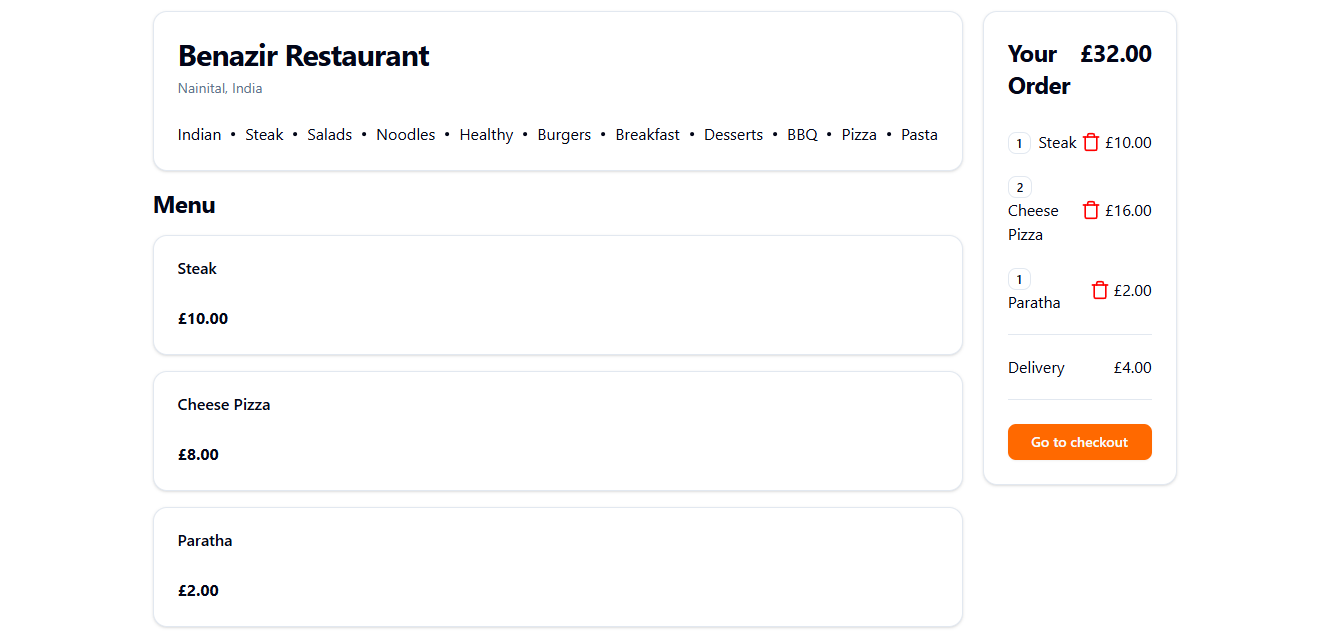 Benazir Restaurant
Nainital, India
Indian • Steak • Salads • Noodles • Healthy • Burgers • Breakfast • Desserts • BBQ • Pizza • Pasta
Menu
Steak
£10.00
Cheese Pizza
£8.00
Paratha
£2.00
Your £32.00
Order
1 Steak £10.00
2
Cheese £16.00
Pizza
1
Paratha £2.00
Delivery £4.00
Go to checkout